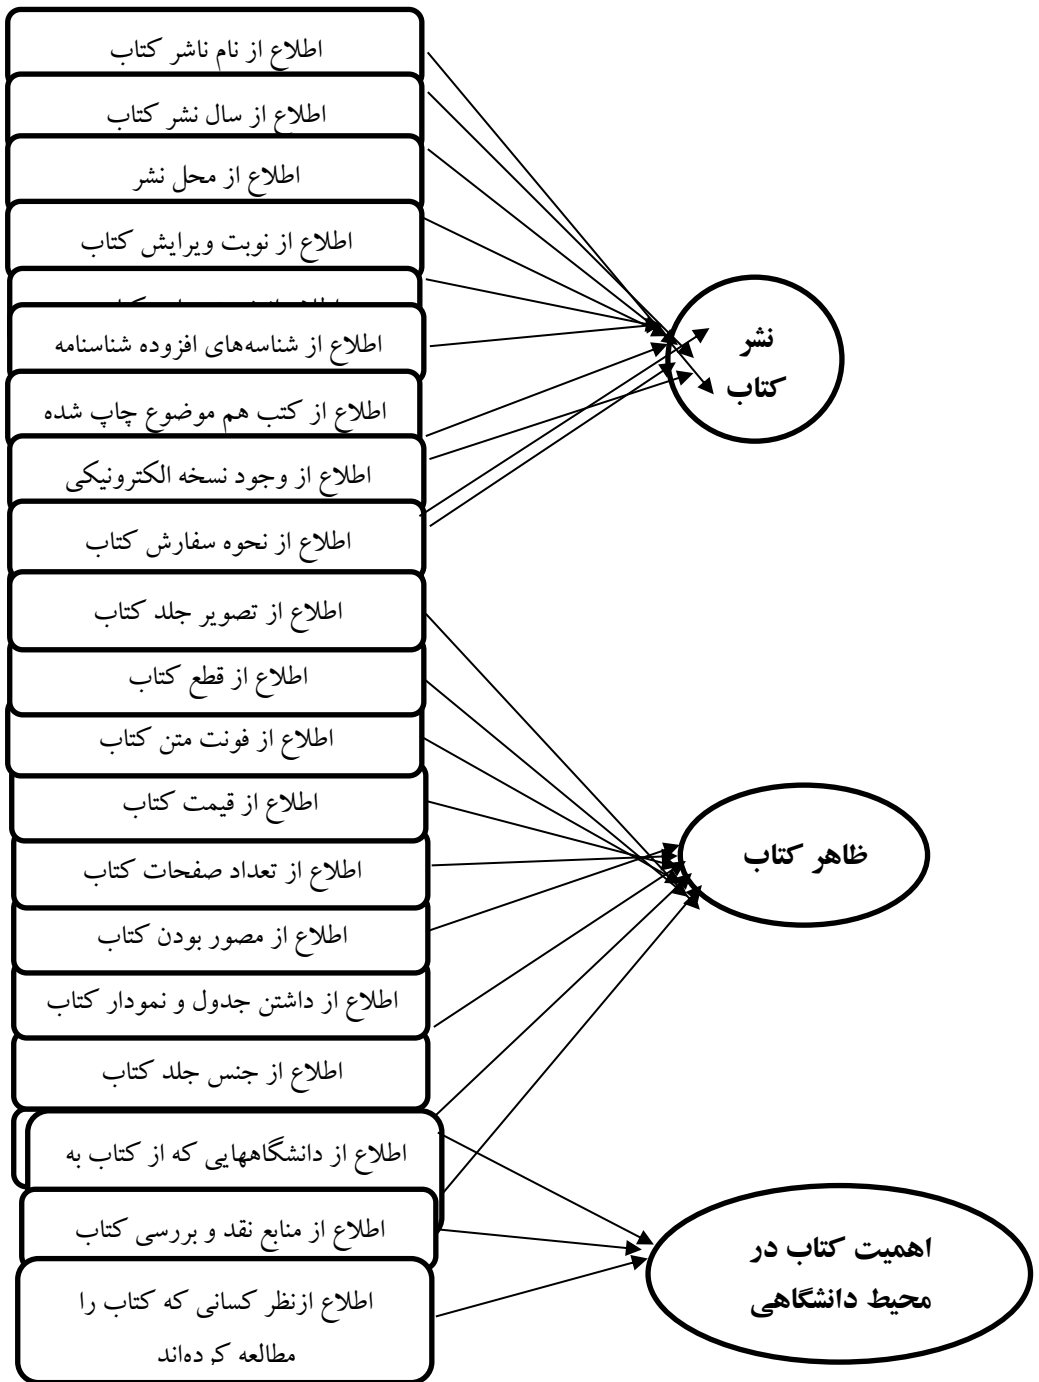 اطلاع از نام ناشر کتاب
اطلاع از سال نشر کتاب
اطلاع از محل نشر
اطلاع از نوبت ویرایش کتاب
اطلاع از شناسه‌های افزوده شناسنامه
اطلاع از کتب هم موضوع چاپ شده
اطلاع از وجود نسخه الکترونیکی
اطلاع از نحوه سفارش کتاب
نشر
کتاب
اطلاع از تصویر جلد کتاب
اطلاع از قطع کتاب
اطلاع از فونت متن کتاب
اطلاع از قیمت کتاب
اطلاع از تعداد صفحات کتاب
اطلاع از مصور بودن کتاب
اطلاع از داشتن جدول و نمودار کتاب
اطلاع از جنس جلد کتاب
ظاهر کتاب
اطلاع از دانشگاههایی که از کتاب به
اطلاع از منابع نقد و بررسی کتاب
اطلاع ازنظر کسانی که کتاب را
مطالعه کرده‌اند
اهمیت کتاب در
محیط دانشگاهی